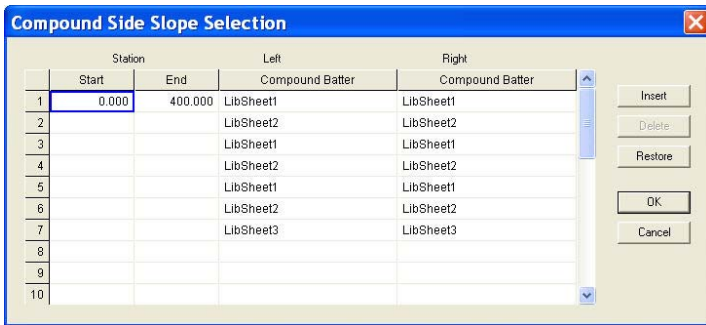 Compound Side Slope Selection
Station Left Right
Start End Compound Batter Compound Batter
1 0.000 400.000 LibSheet1 LibSheet1
2 LibSheet2 LibSheet2
3 LibSheet1 LibSheet1
4 LibSheet2 LibSheet2
5 LibSheet1 LibSheet1
6 LibSheet2 LibSheet2
7 LibSheet3 LibSheet3
8
9
10
Insert
Delete
Restore
OK
Cancel